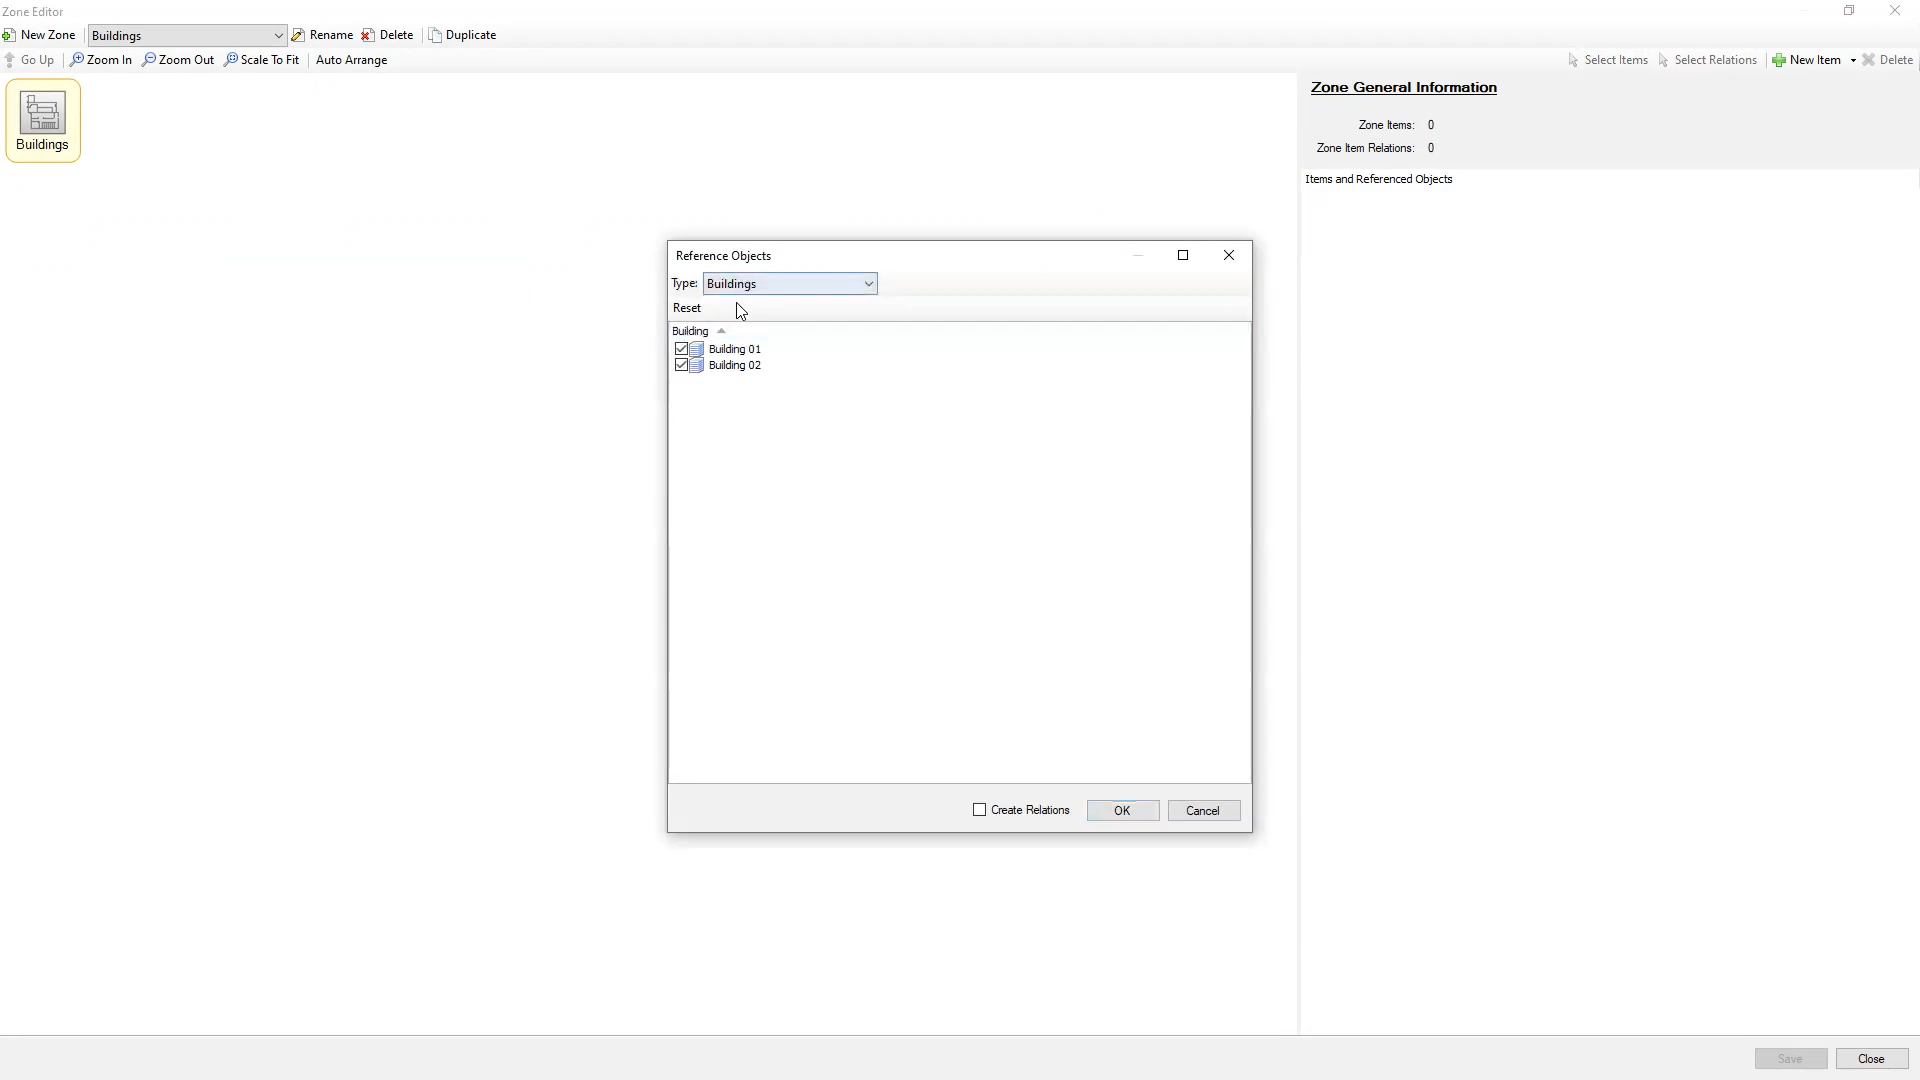 Zone Editor
New Zone Buildings Rename Delete Duplicate
Go Up Zoom In Zoom Out Scale To Fit Auto Arrange Select Items Select Relations New Item Delete
Buildings
Zone General Information
Zone Items: 0
Zone Item Relations: 0
Items and Referenced Objects
Reference Objects
Type: Buildings
Reset
Building
Building 01
Building 02
Create Relations OK Cancel
Save Close